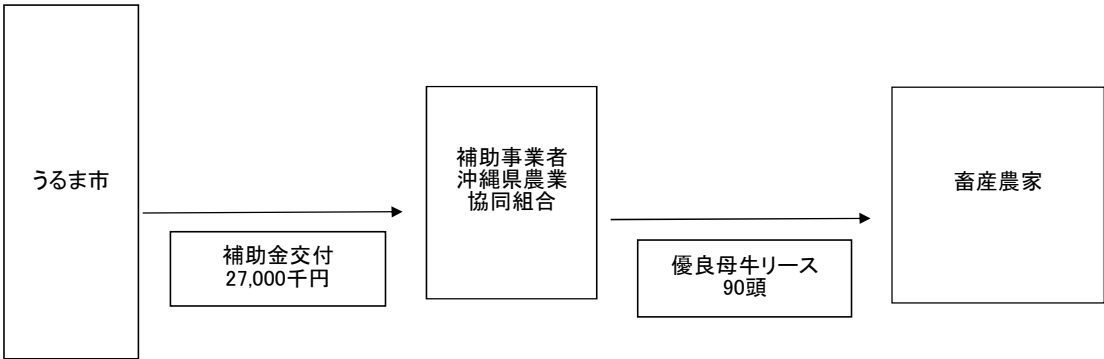 うるま市
補助金交付
27,000千円
補助事業者
沖縄県農業
協同組合
優良母牛リース
90頭
畜産農家